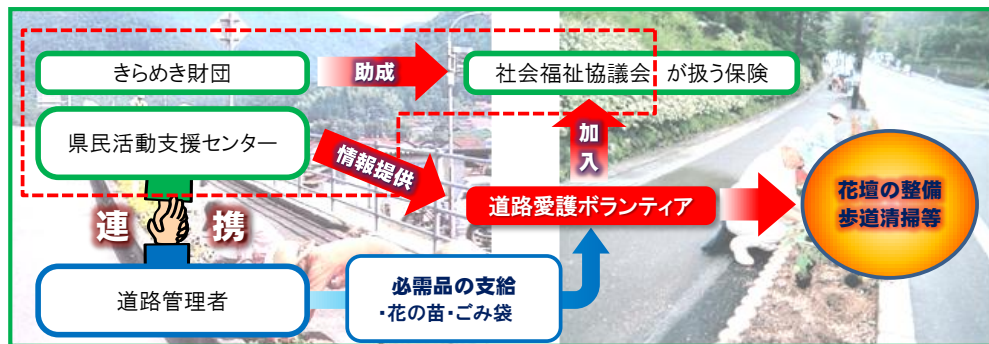 きらめき財団
助成
社会福祉協議会 が扱う保険
県民活動支援センター
情報提供
加入
道路愛護ボランティア
花壇の整備
歩道清掃等
連携
道路管理者
必需品の支給
・花の苗・ごみ袋